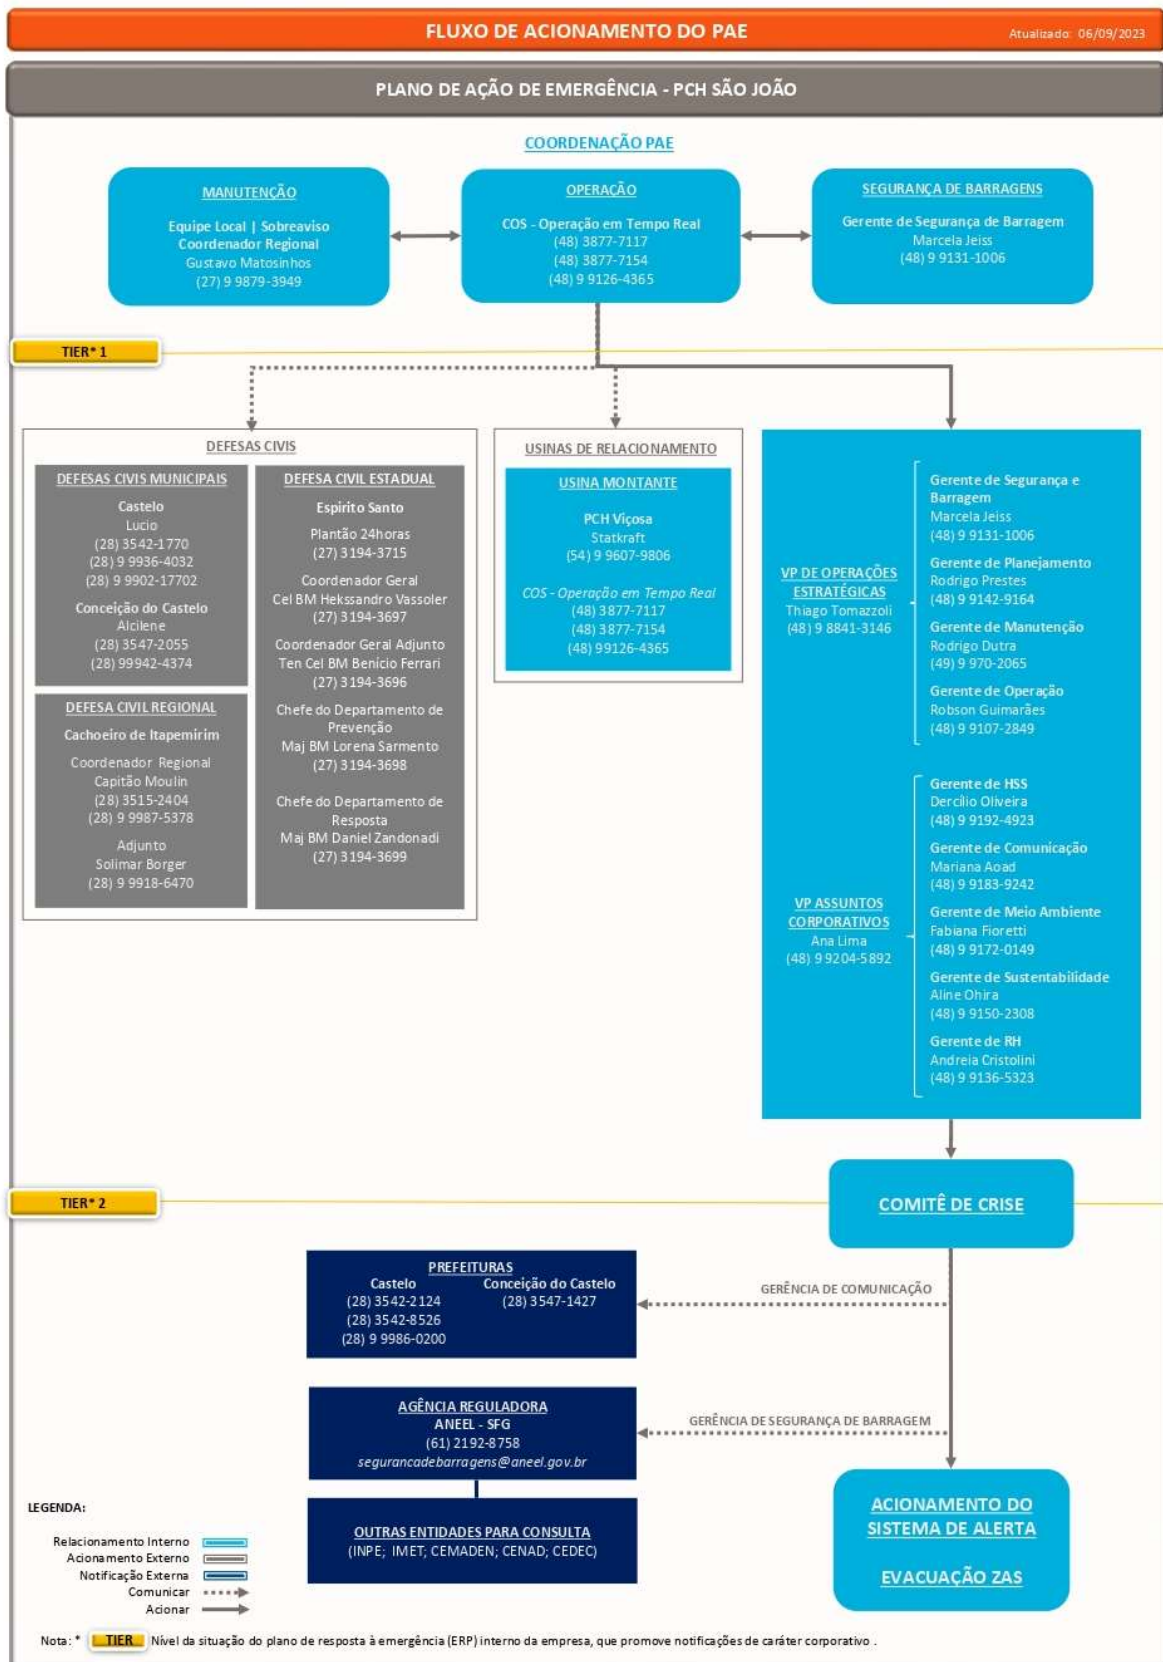 FLUXO DE ACIONAMENTO DO PAE
Atualizado: 06/09/2023
PLANO DE AÇÃO DE EMERGÊNCIA - PCH SÃO JOÃO
COORDENAÇÃO PAE
MANUTENÇÃO
Equipe Local | Sobreaviso
Coordenador Regional
Gustavo Matosinhos
(27) 9 9879-3949
OPERAÇÃO
COS - Operação em Tempo Real
(48) 3877-7117
(48) 3877-7154
(48) 9 9126-4365
SEGURANÇA DE BARRAGENS
Gerente de Segurança de Barragem
Marcela Jeiss
(48) 9 9131-1006
TIER* 1
DEFESAS CIVIS
DEFESAS CIVIS MUNICIPAIS
Castelo
Lucio
(28) 3542-1770
(28) 9 9936-4032
(28) 9 9902-17702
Conceição do Castelo
Alcilene
(28) 3547-2055
(28) 99942-4374
DEFESA CIVIL REGIONAL
Cachoeiro de Itapemirim
Coordenador Regional
Capitão Moulin
(28) 3515-2404
(28) 9 9987-5378
Adjunto
Solimar Borger
(28) 9 9918-6470
DEFESA CIVIL ESTADUAL
Espirito Santo
Plantão 24horas
(27) 3194-3715
Coordenador Geral
Cel BM Hekssandro Vassoler
(27) 3194-3697
Coordenador Geral Adjunto
Ten Cel BM Benício Ferrari
(27) 3194-3696
Chefe do Departamento de
Prevenção
Maj BM Lorena Sarmento
(27) 3194-3698
Chefe do Departamento de
Resposta
Maj BM Daniel Zandonadi
(27) 3194-3699
USINAS DE RELACIONAMENTO
USINA MONTANTE
PCH Viçosa
Statkraft
(54) 9 9607-9806
COS - Operação em Tempo Real
(48) 3877-7117
(48) 3877-7154
(48) 99126-4365
VP DE OPERAÇÕES
ESTRATÉGICAS
Thiago Tomazzoli
(48) 9 8841-3146
Gerente de Segurança e
Barragem
Marcela Jeiss
(48) 9 9131-1006
Gerente de Planejamento
Rodrigo Prestes
(48) 9 9142-9164
Gerente de Manutenção
Rodrigo Dutra
(49) 9 970-2065
Gerente de Operação
Robson Guimarães
(48) 9 9107-2849
VP ASSUNTOS
CORPORATIVOS
Ana Lima
(48) 9 9204-5892
Gerente de HSS
Dercílio Oliveira
(48) 9 9192-4923
Gerente de Comunicação
Mariana Aoad
(48) 9 9183-9242
Gerente de Meio Ambiente
Fabiana Fioretti
(48) 9 9172-0149
Gerente de Sustentabilidade
Aline Ohira
(48) 9 9150-2308
Gerente de RH
Andreia Cristolini
(48) 9 9136-5323
COMITÊ DE CRISE
TIER* 2
PREFEITURAS
Castelo
(28) 3542-2124
(28) 3542-8526
(28) 9 9986-0200
Conceição do Castelo
(28) 3547-1427
GERÊNCIA DE COMUNICAÇÃO
AGÊNCIA REGULADORA
ANEEL - SFG
(61) 2192-8758
segurancadebarragens@aneel.gov.br
GERÊNCIA DE SEGURANÇA DE BARRAGEM
OUTRAS ENTIDADES PARA CONSULTA
(INPE; IMET; CEMADEN; CENAD; CEDEC)
ACIONAMENTO DO
SISTEMA DE ALERTA
EVACUAÇÃO ZAS
LEGENDA:
Relacionamento Interno
Acionamento Externo
Notificação Externa
Comunicar
Acionar
Nota: * TIER Nível da situação do plano de resposta à emergência (ERP) interno da empresa, que promove notificações de caráter corporativo .